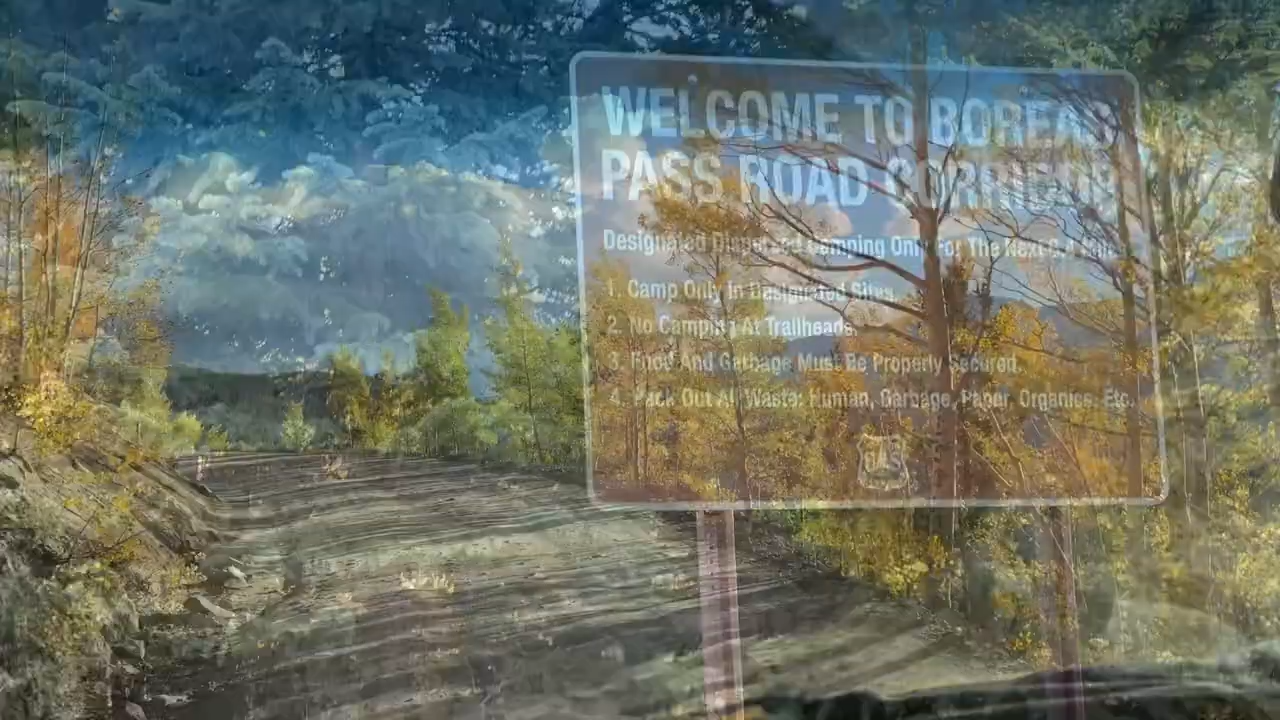 WELCOME TO BOREAS
PASS ROAD CORRIDOR
Designated Dispersed Camping Only For The Next
1. Camp Only In Designated Sites.
2. No Camping At Trailheads.
3. Food And Garbage Must Be Properly Secured.
4. Pack Out All Waste: Human, Garbage, Paper, Organics, Etc.
UAS